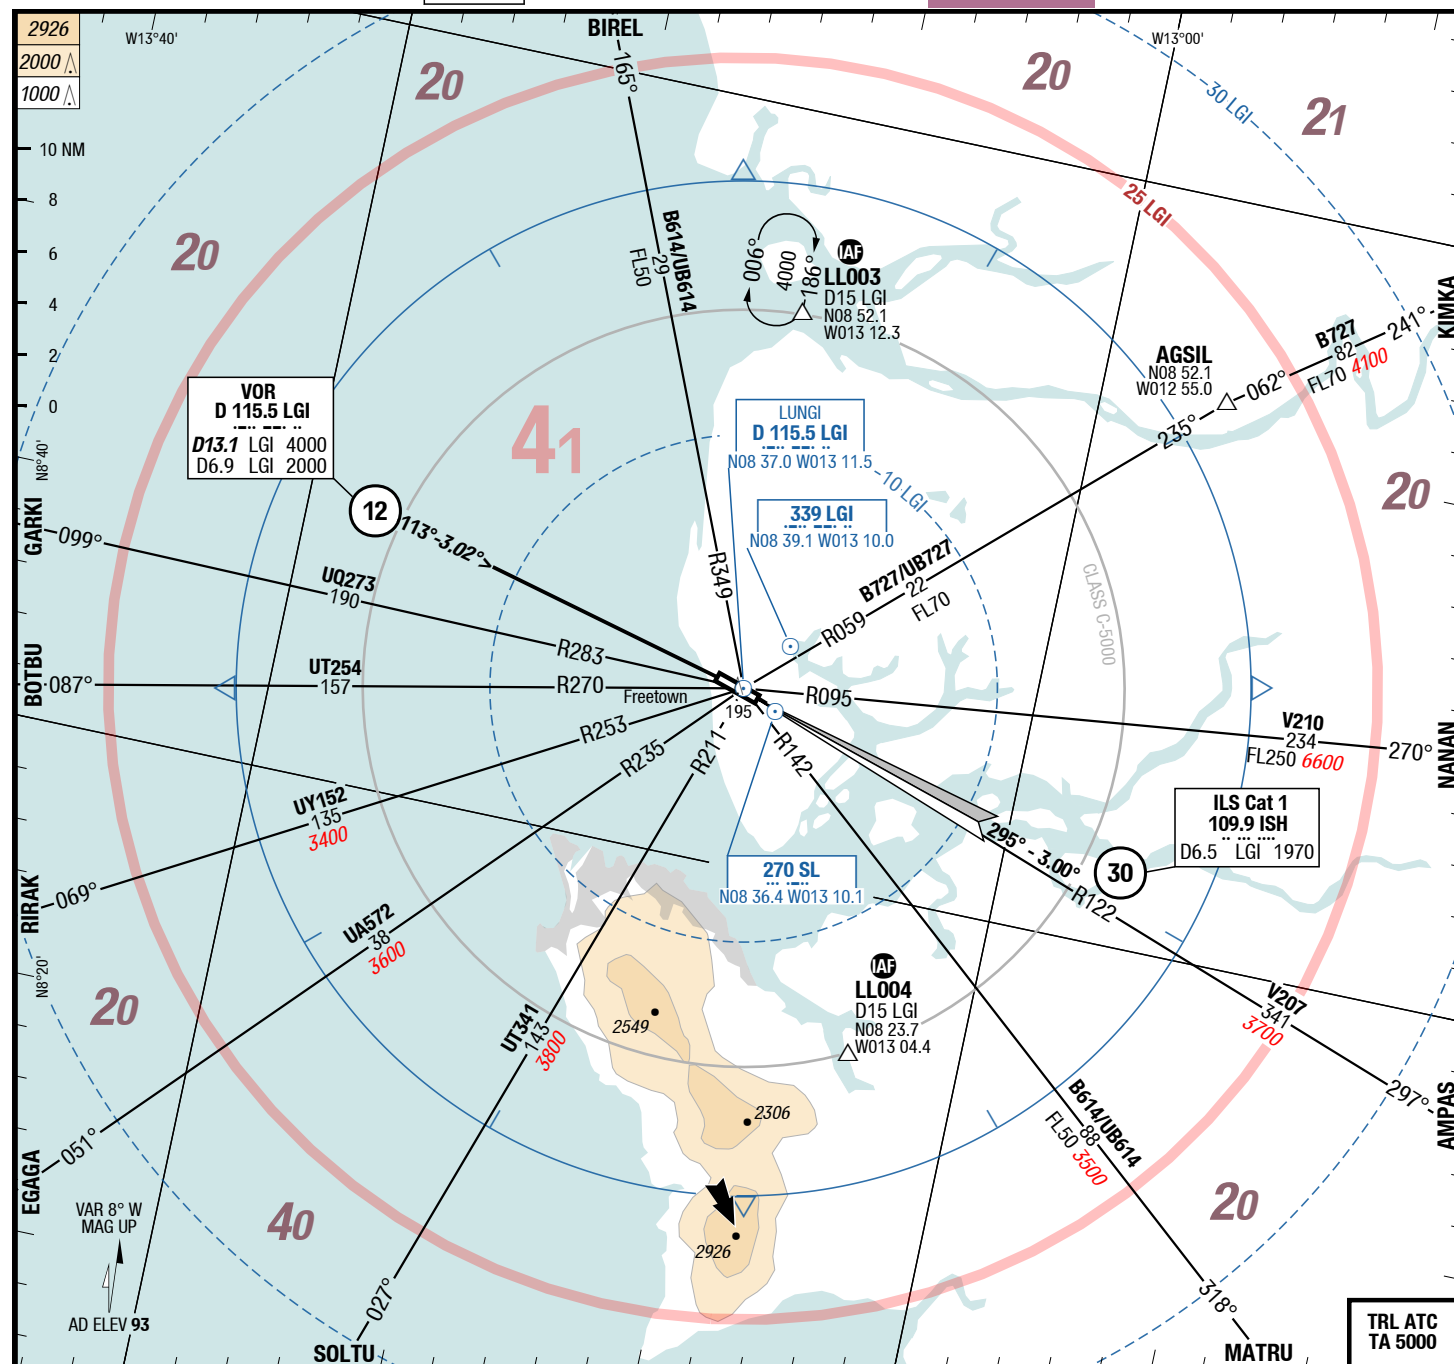 2926
2000
1000
W13°40'
BIREL
165°
W13°00'
20
20
21
30 LGI
25 LGI
10 NM
8
6
4
2
0
20
B614/UB614
29
FL50
006°
4000
186°
IAF
LL003
D15 LGI
N08 52.1
W013 12.3
KIMKA
241°
B727
82
FL70 4100
AGSIL
N08 52.1
W012 55.0
062°
235°
VOR
D 115.5 LGI
D13.1 LGI 4000
D6.9 LGI 2000
41
LUNGI
D 115.5 LGI
N08 37.0 W013 11.5
10 LGI
20
N8°40'
12
113°-3.02°>
339 LGI
N08 39.1 W013 10.0
GARKI
099°
UQ273
190
R349
B727/UB727
22
FL70
R059
CLASS C-5000
R283
BOTBU
087°
UT254
157
R270
Freetown
195
R095
V210
234
FL250 6600
270°
NANAN
R253
R235
R211
R142
UY152
135
3400
ILS Cat 1
109.9 ISH
D6.5 LGI 1970
295° - 3.00°
30
R122
RIRAK
069°
270 SL
N08 36.4 W013 10.1
UA572
38
3600
N8°20'
20
IAF
LL004
D15 LGI
N08 23.7
W013 04.4
2549
UT341
143
3800
V207
341
3700
297°
AMPAS
2306
B614/UB614
88
FL50 3500
EGAGA
051°
40
20
VAR 8° W
MAG UP
2926
AD ELEV 93
027°
SOLTU
318°
MATRU
TRL ATC
TA 5000